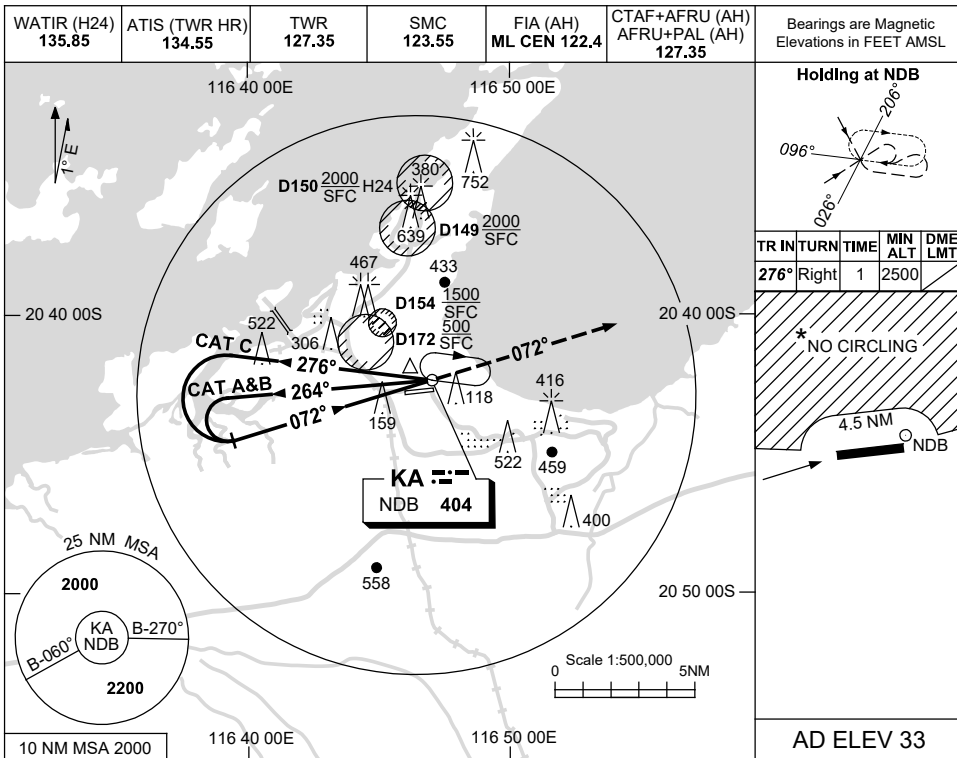 WATIR (H24)
135.85
ATIS (TWR HR)
134.55
TWR
127.35
SMC
123.55
FIA (AH)
ML CEN 122.4
CTAF+AFRU (AH)
AFRU+PAL (AH)
127.35
Bearings are Magnetic
Elevations in FEET AMSL
116 40 00E
116 50 00E
1° E
D150 2000 H24
SFC
380
752
639
D149 2000
SFC
467
433
20 40 00S
20 40 00S
522
306
D154 1500
SFC
D172 500
SFC
CAT C
276°
072°
CAT A&B
264°
072°
159
118
416
522
459
400
KA
NDB 404
558
20 50 00S
25 NM MSA
2000
KA
NDB
B-060°
B-270°
2200
Scale 1:500,000
0
5NM
10 NM MSA 2000
116 40 00E
116 50 00E
Holding at NDB
206°
096°
026°
TR IN
TURN
TIME
MIN
ALT
DME
LMT
276°
Right
1
2500
*NO CIRCLING
4.5 NM
NDB
AD ELEV 33